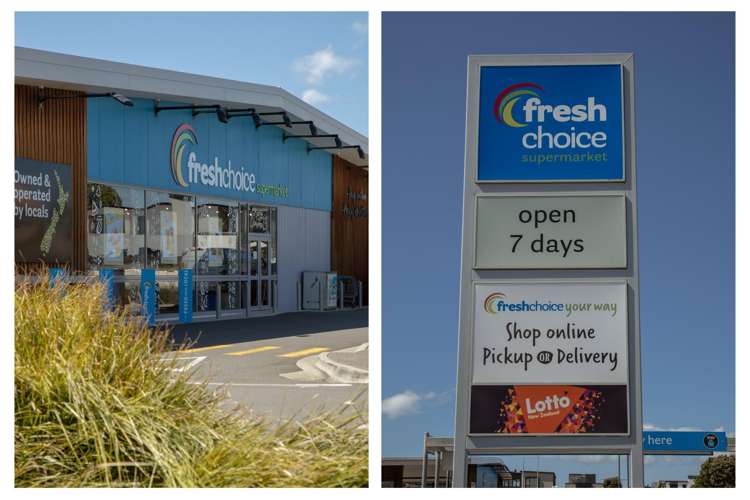 Owned &
operated
by locals
freshchoice
supermarket
fresh
choice
supermarket
open
7 days
freshchoice your way
Shop online
Pickup OR Delivery
Lotto
New Zealand
here